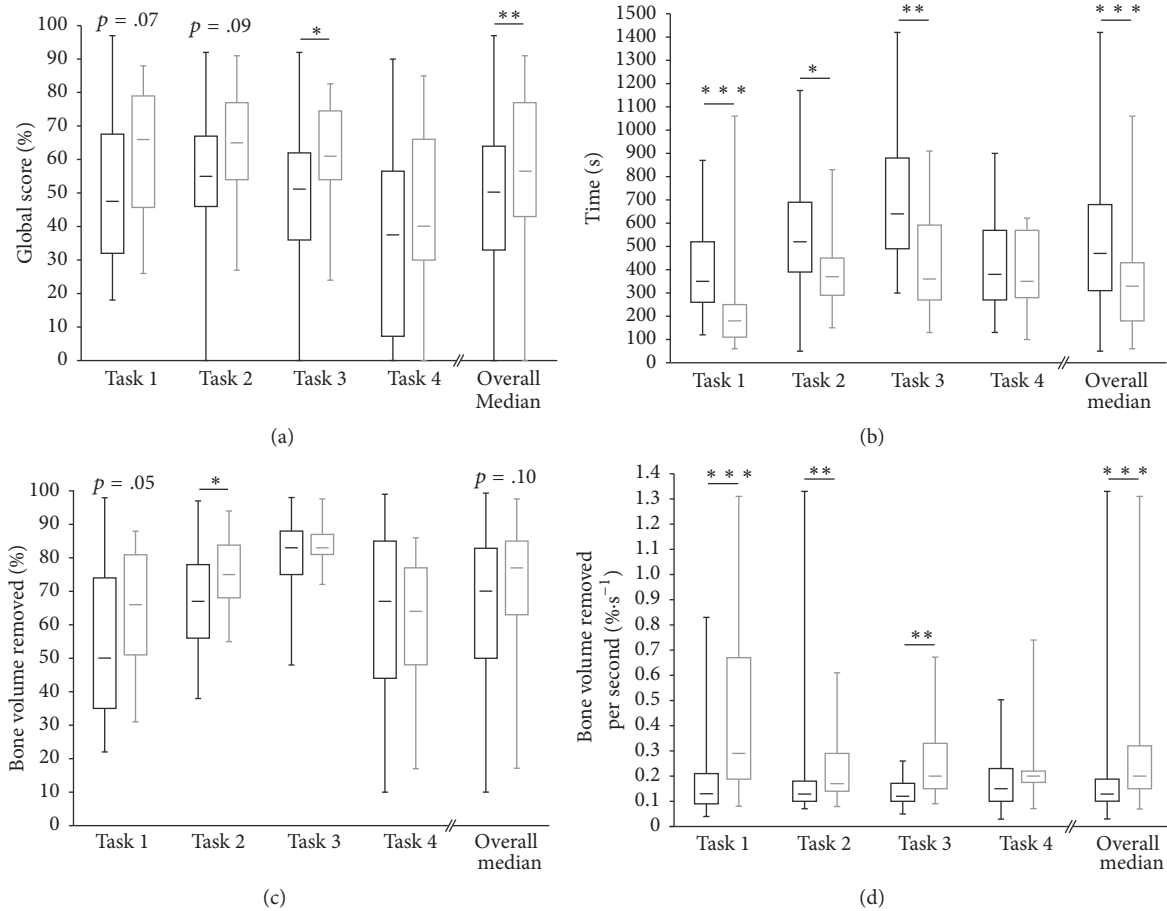 p = .07
p = .09
*
**
100
90
80
70
60
50
40
30
20
10
0
Global score (%)
Task 1
Task 2
Task 3
Task 4
Overall
Median
(a)
***
*
**
***
1500
1400
1300
1200
1100
1000
900
800
700
600
500
400
300
200
100
0
Time (s)
Task 1
Task 2
Task 3
Task 4
Overall
median
(b)
p = .05
*
p = .10
100
90
80
70
60
50
40
30
20
10
0
Bone volume removed (%)
Task 1
Task 2
Task 3
Task 4
Overall
median
(c)
***
**
**
***
1.4
1.3
1.2
1.1
1
0.9
0.8
0.7
0.6
0.5
0.4
0.3
0.2
0.1
0
Bone volume removed
per second (%·s⁻¹)
Task 1
Task 2
Task 3
Task 4
Overall
median
(d)